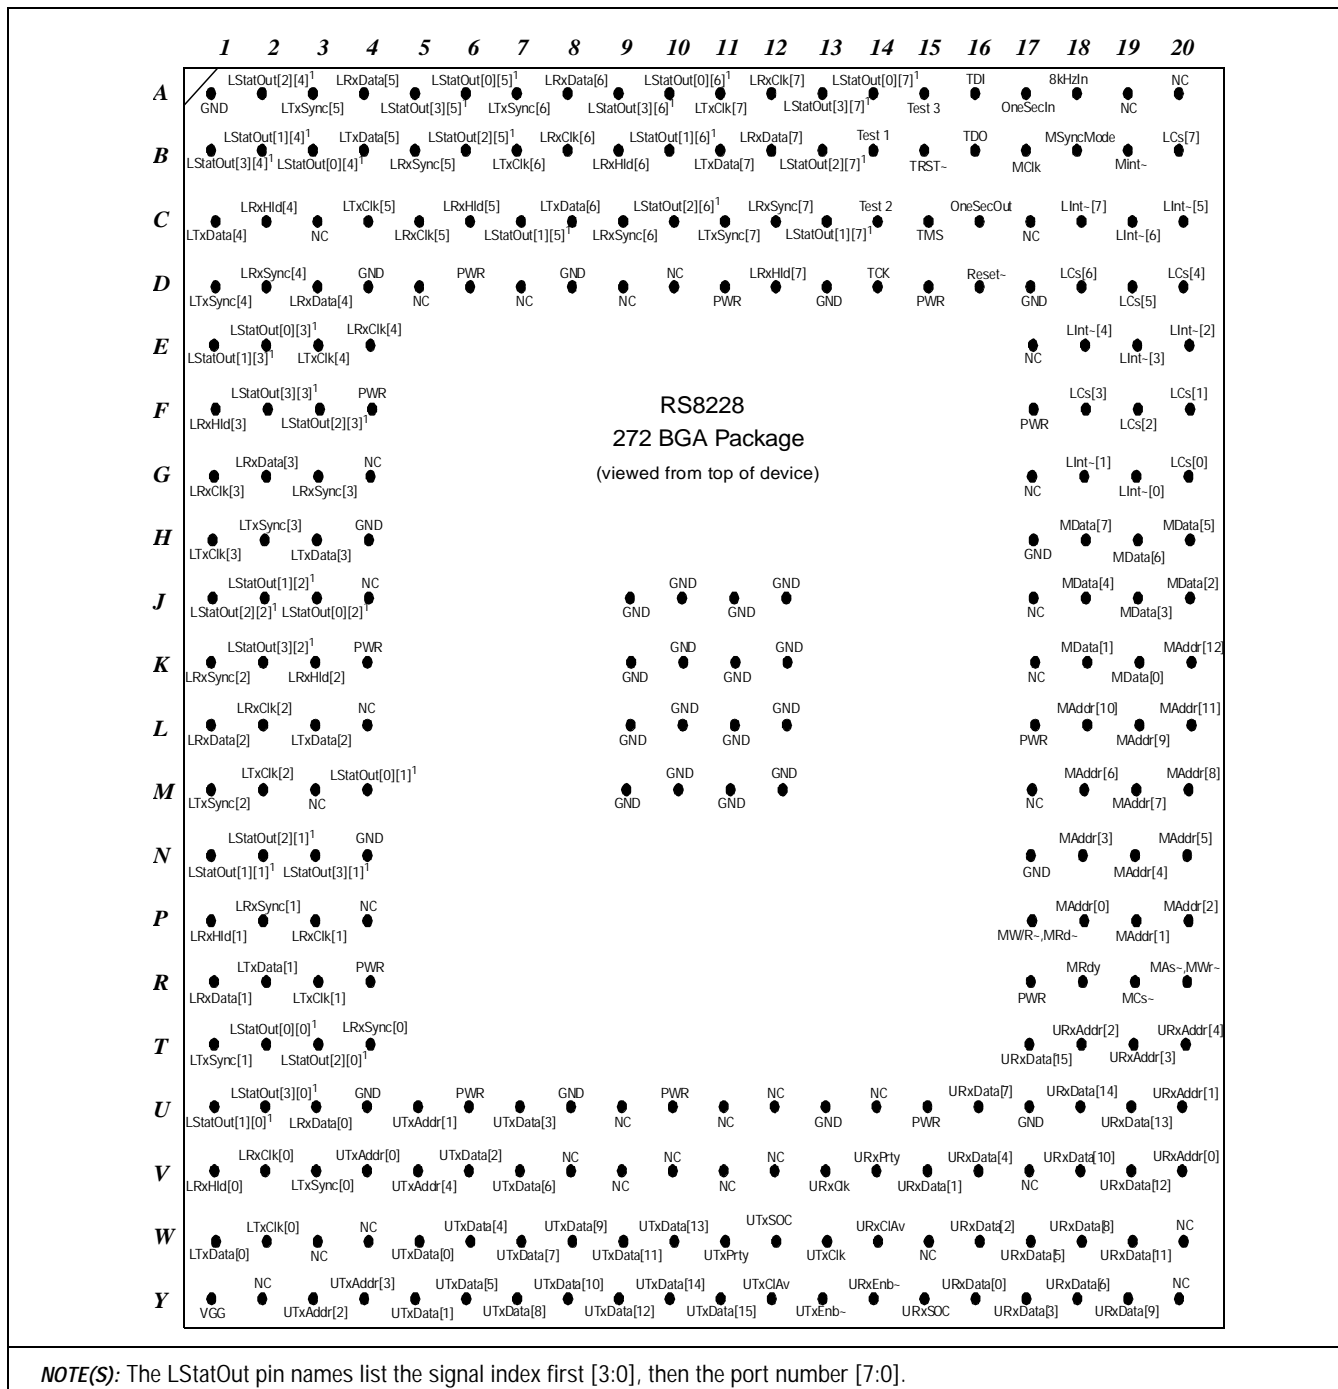 1 2 3 4 5 6 7 8 9 10 11 12 13 14 15 16 17 18 19 20
A
LStatOut[2][4]1 LRxData[5] LStatOut[0][5]1 LRxData[6] LStatOut[0][6]1 LRxClk[7] LStatOut[0][7]1 TDI 8kHzIn NC
GND LTxSync[5] LStatOut[3][5]1 LTxSync[6] LStatOut[3][6]1 LTxClk[7] LStatOut[3][7]1 Test 3 OneSecIn NC
B
LStatOut[1][4]1 LTxData[5] LStatOut[2][5]1 LRxClk[6] LStatOut[1][6]1 LRxData[7] Test 1 TDO MSyncMode LCs[7]
LStatOut[3][4]1 LStatOut[0][4]1 LRxSync[5] LTxClk[6] LRxHld[6] LTxData[7] LStatOut[2][7]1 TRST~ MClk Mint~
C
LRxHld[4] LTxClk[5] LRxHld[5] LTxData[6] LStatOut[2][6]1 LRxSync[7] Test 2 OneSecOut LInt~[7] LInt~[5]
LTxData[4] NC LRxClk[5] LStatOut[1][5]1 LRxSync[6] LTxSync[7] LStatOut[1][7]1 TMS NC LInt~[6]
D
LRxSync[4] GND PWR GND NC LRxHld[7] TCK Reset~ LCs[6] LCs[4]
LTxSync[4] LRxData[4] NC NC NC PWR GND PWR GND LCs[5]
E
LStatOut[0][3]1 LRxClk[4] LInt~[4] LInt~[2]
LStatOut[1][3]1 LTxClk[4] NC LInt~[3]
F
LStatOut[3][3]1 PWR LCs[3] LCs[1]
LRxHld[3] LStatOut[2][3]1 PWR LCs[2]
RS8228
272 BGA Package
(viewed from top of device)
G
LRxData[3] NC LInt~[1] LCs[0]
LRxClk[3] LRxSync[3] NC LInt~[0]
H
LTxSync[3] GND MData[7] MData[5]
LTxClk[3] LTxData[3] GND MData[6]
J
LStatOut[1][2]1 NC GND GND MData[4] MData[2]
LStatOut[2][2]1 LStatOut[0][2]1 GND GND NC MData[3]
K
LStatOut[3][2]1 PWR GND GND MData[1] MAddr[12]
LRxSync[2] LRxHld[2] GND GND NC MData[0]
L
LRxClk[2] NC GND GND MAddr[10] MAddr[11]
LRxData[2] LTxData[2] GND GND PWR MAddr[9]
M
LTxClk[2] LStatOut[0][1]1 GND GND MAddr[6] MAddr[8]
LTxSync[2] NC GND GND NC MAddr[7]
N
LStatOut[2][1]1 GND MAddr[3] MAddr[5]
LStatOut[1][1]1 LStatOut[3][1]1 GND MAddr[4]
P
LRxSync[1] NC MAddr[0] MAddr[2]
LRxHld[1] LRxClk[1] MW/R~,MRd~ MAddr[1]
R
LTxData[1] PWR MRdy MAs~,MWr~
LRxData[1] LTxClk[1] PWR MCs~
T
LStatOut[0][0]1 LRxSync[0] URxAddr[2] URxAddr[4]
LTxSync[1] LStatOut[2][0]1 URxData[15] URxAddr[3]
U
LStatOut[3][0]1 GND PWR GND PWR NC NC URxData[7] URxData[14] URxAddr[1]
LStatOut[1][0]1 LRxData[0] UTxAddr[1] UTxData[3] NC NC GND PWR GND URxData[13]
V
LRxClk[0] UTxAddr[0] UTxData[2] NC NC NC URxPrty URxData[4] URxData[10] URxAddr[0]
LRxHld[0] LTxSync[0] UTxAddr[4] UTxData[6] NC NC URxClk URxData[1] NC URxData[12]
W
LTxClk[0] NC UTxData[4] UTxData[9] UTxData[13] UTxSOC URxClAv URxData[2] URxData[8] NC
LTxData[0] NC UTxData[0] UTxData[7] UTxData[11] UTxPrty UTxClk NC URxData[5] URxData[11]
Y
NC UTxAddr[3] UTxData[5] UTxData[10] UTxData[14] UTxClAv URxEnb~ URxData[0] URxData[6] NC
VGG UTxAddr[2] UTxData[1] UTxData[8] UTxData[12] UTxData[15] UTxEnb~ URxSOC URxData[3] URxData[9]
NOTE(S): The LStatOut pin names list the signal index first [3:0], then the port number [7:0].